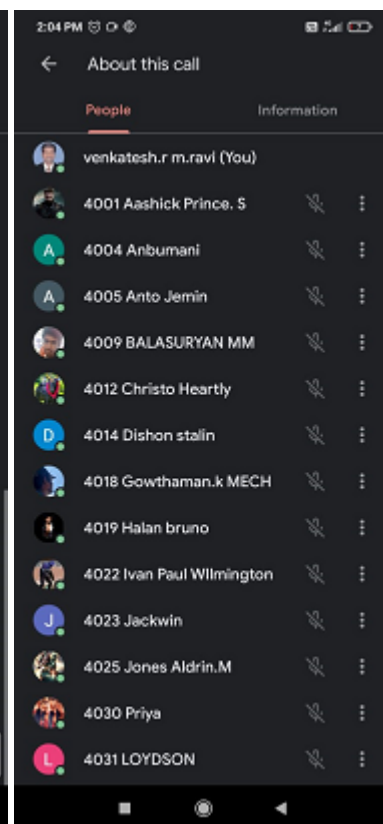 2:04 PM
About this call
People Information
venkatesh.r m.ravi (You)
4001 Aashick Prince. S
A 4004 Anbumani
A 4005 Anto Jemin
4009 BALASURYAN MM
4012 Christo Heartly
D 4014 Dishon stalin
4018 Gowthaman.k MECH
4019 Halan bruno
4022 Ivan Paul WIlmington
J 4023 Jackwin
4025 Jones Aldrin.M
4030 Priya
L 4031 LOYDSON